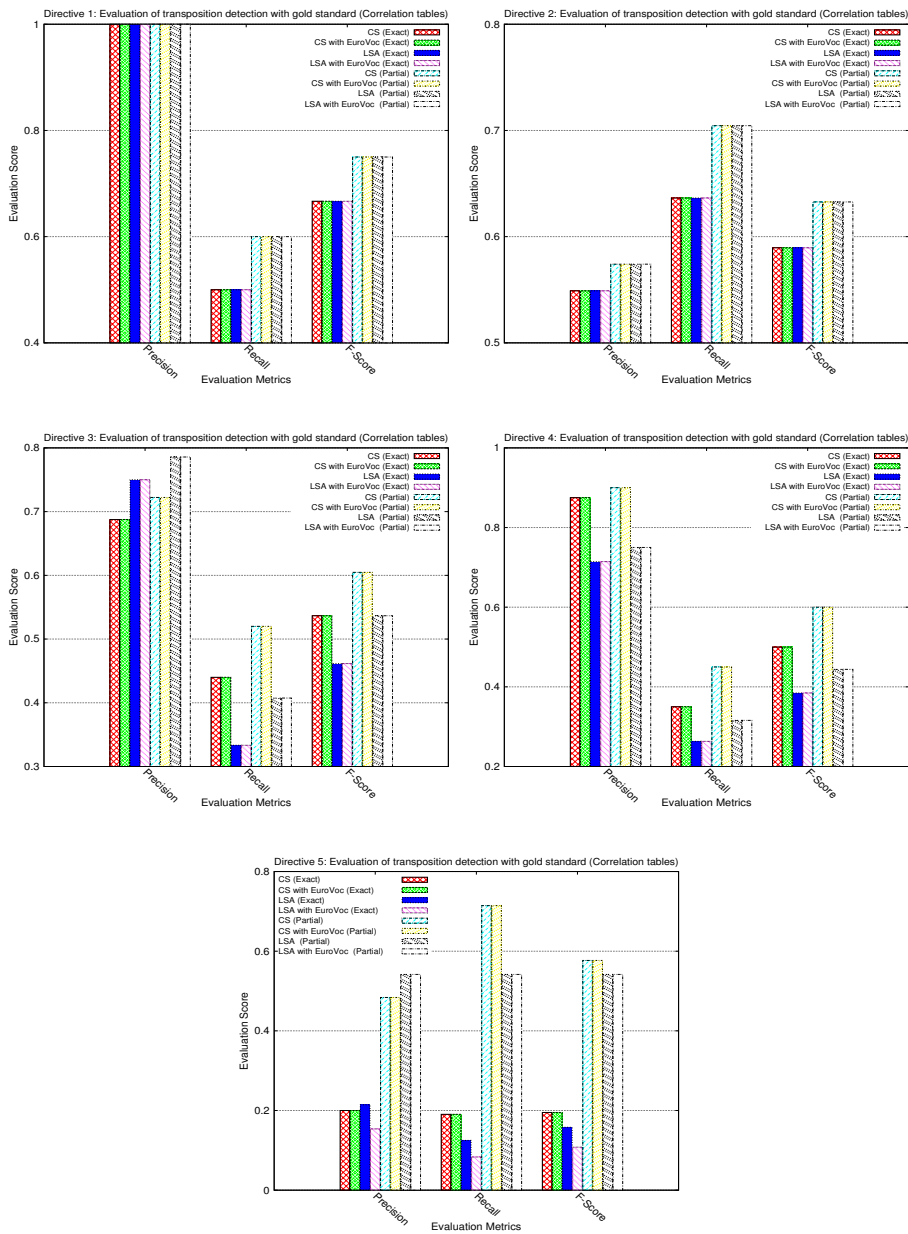 Directive 1: Evaluation of transposition detection with gold standard (Correlation tables)
1
0.8
0.6
0.4
Evaluation Score
CS (Exact)
CS with EuroVoc (Exact)
LSA (Exact)
LSA with EuroVoc (Exact)
CS (Partial)
CS with EuroVoc (Partial)
LSA (Partial)
LSA with EuroVoc (Partial)
Precision
Recall
F-Score
Evaluation Metrics
Directive 2: Evaluation of transposition detection with gold standard (Correlation tables)
0.8
0.7
0.6
0.5
Evaluation Score
CS (Exact)
CS with EuroVoc (Exact)
LSA (Exact)
LSA with EuroVoc (Exact)
CS (Partial)
CS with EuroVoc (Partial)
LSA (Partial)
LSA with EuroVoc (Partial)
Precision
Recall
F-Score
Evaluation Metrics
Directive 3: Evaluation of transposition detection with gold standard (Correlation tables)
0.8
0.7
0.6
0.5
0.4
0.3
Evaluation Score
CS (Exact)
CS with EuroVoc (Exact)
LSA (Exact)
LSA with EuroVoc (Exact)
CS (Partial)
CS with EuroVoc (Partial)
LSA (Partial)
LSA with EuroVoc (Partial)
Precision
Recall
F-Score
Evaluation Metrics
Directive 4: Evaluation of transposition detection with gold standard (Correlation tables)
1
0.8
0.6
0.4
0.2
Evaluation Score
CS (Exact)
CS with EuroVoc (Exact)
LSA (Exact)
LSA with EuroVoc (Exact)
CS (Partial)
CS with EuroVoc (Partial)
LSA (Partial)
LSA with EuroVoc (Partial)
Precision
Recall
F-Score
Evaluation Metrics
Directive 5: Evaluation of transposition detection with gold standard (Correlation tables)
0.8
0.6
0.4
0.2
0
Evaluation Score
CS (Exact)
CS with EuroVoc (Exact)
LSA (Exact)
LSA with EuroVoc (Exact)
CS (Partial)
CS with EuroVoc (Partial)
LSA (Partial)
LSA with EuroVoc (Partial)
Precision
Recall
F-Score
Evaluation Metrics